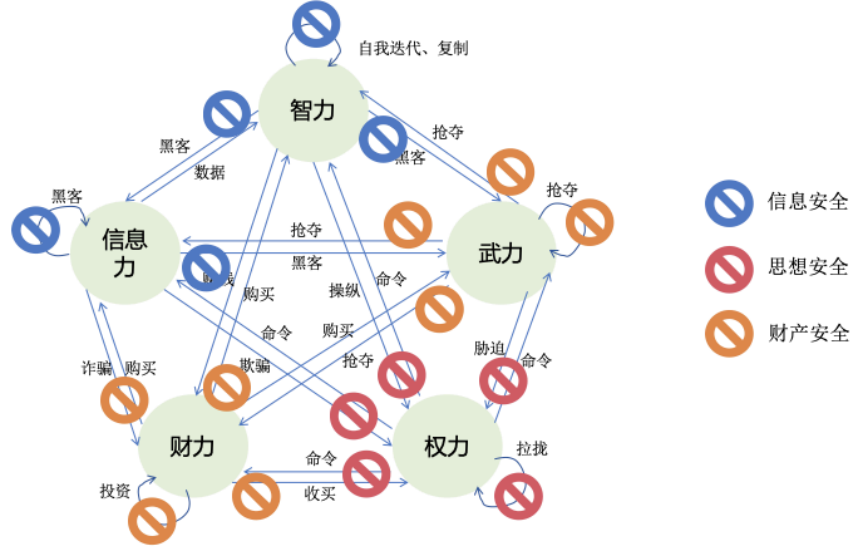 自我迭代、复制
智力
抢夺
黑客
黑客
数据
黑客
抢夺
信息安全
信息
力
抢夺
武力
黑客
思想安全
命令
购买
操纵
购买
财产安全
命令
胁迫
命令
诈骗
购买
欺骗
抢夺
财力
权力
命令
拉拢
投资
收买